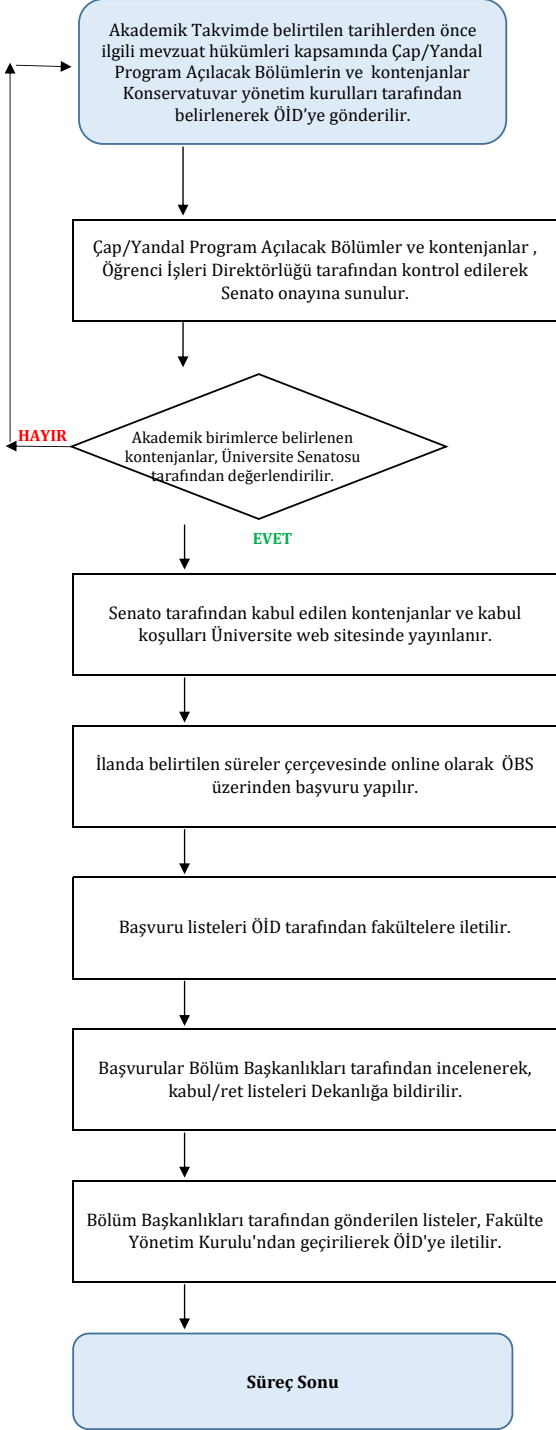 Akademik Takvimde belirtilen tarihlerden önce
ilgili mevzuat hükümleri kapsamında Çap/Yandal
Program Açılacak Bölümlerin ve kontenjanlar
Konservatuvar yönetim kurulları tarafından
belirlenerek ÖİD’ye gönderilir.
Çap/Yandal Program Açılacak Bölümler ve kontenjanlar ,
Öğrenci İşleri Direktörlüğü tarafından kontrol edilerek
Senato onayına sunulur.
HAYIR
Akademik birimlerce belirlenen
kontenjanlar, Üniversite Senatosu
tarafından değerlendirilir.
EVET
Senato tarafından kabul edilen kontenjanlar ve kabul
koşulları Üniversite web sitesinde yayınlanır.
İlanda belirtilen süreler çerçevesinde online olarak ÖBS
üzerinden başvuru yapılır.
Başvuru listeleri ÖİD tarafından fakültelere iletilir.
Başvurular Bölüm Başkanlıkları tarafından incelenerek,
kabul/ret listeleri Dekanlığa bildirilir.
Bölüm Başkanlıkları tarafından gönderilen listeler, Fakülte
Yönetim Kurulu'ndan geçirilierek ÖİD'ye iletilir.
Süreç Sonu